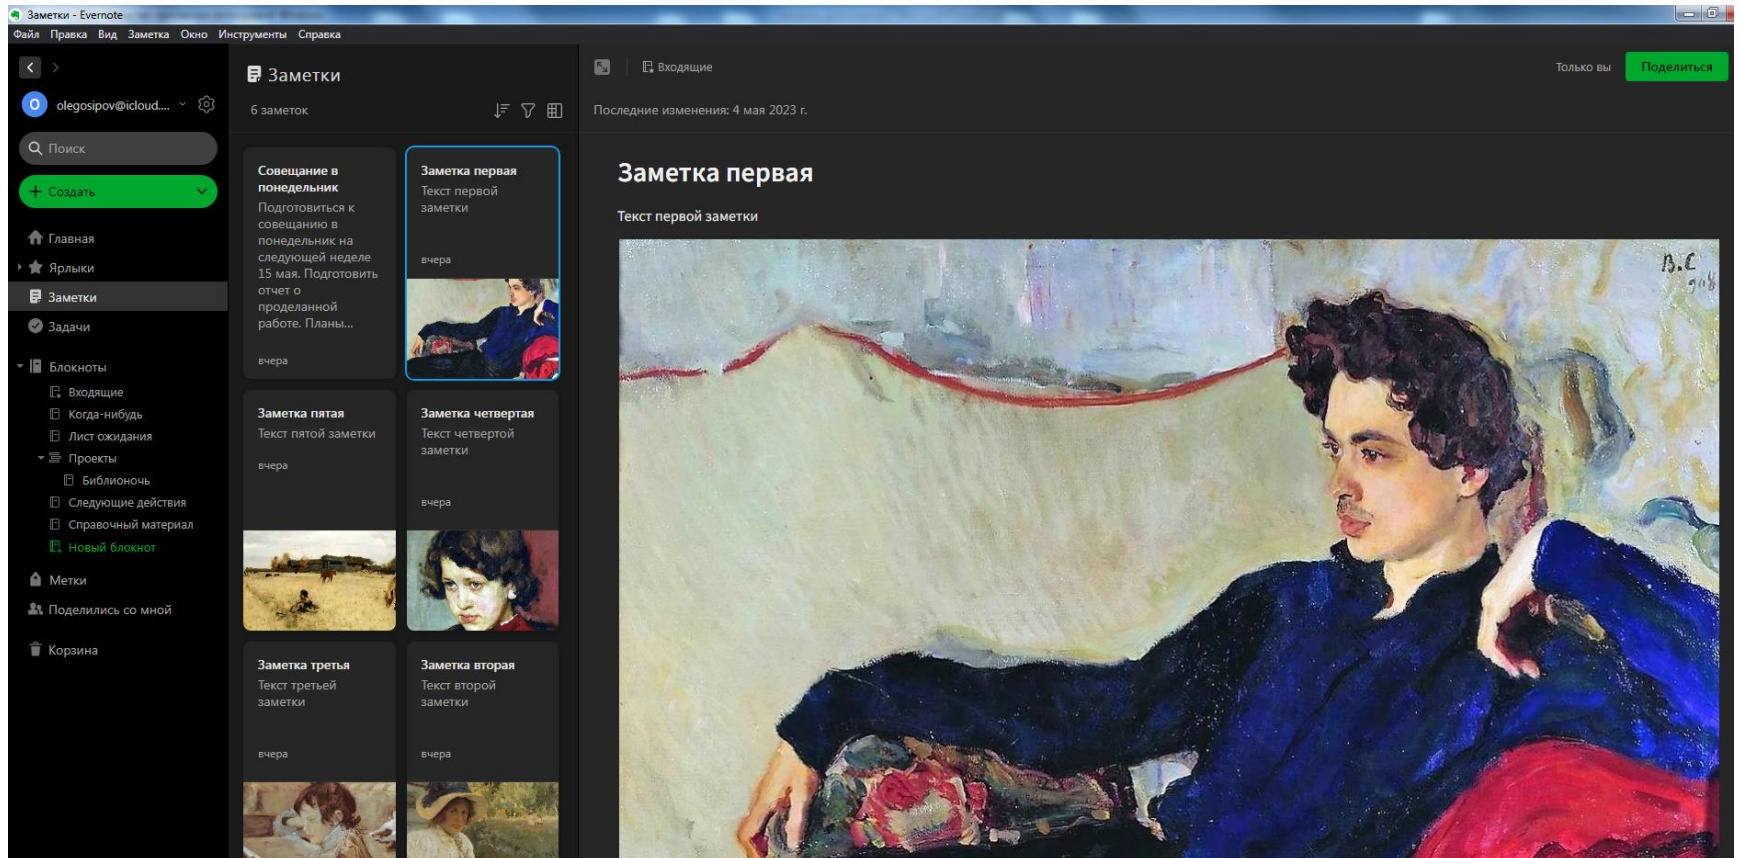 Заметки - Evernote
Файл Правка Вид Заметка Окно Инструменты Справка
O olegosipov@icloud....
Поиск
Создать
Главная
Ярлыки
Заметки
Задачи
Блокноты
Входящие
Когда-нибудь
Лист ожидания
Проекты
Библионочь
Следующие действия
Справочный материал
Новый блокнот
Метки
Поделились со мной
Корзина
Заметки
6 заметок
Совещание в
понедельник
Подготовиться к
совещанию в
понедельник на
следующей неделе
15 мая. Подготовить
отчет о
проделанной
работе. Планы...
вчера
Заметка первая
Текст первой
заметки
вчера
Заметка пятая
Текст пятой заметки
вчера
Заметка четвертая
Текст четвертой
заметки
вчера
Заметка третья
Текст третьей
заметки
вчера
Заметка вторая
Текст второй
заметки
вчера
Входящие
Только вы
Поделиться
Последние изменения: 4 мая 2023 г.
Заметка первая
Текст первой заметки
В.С
908